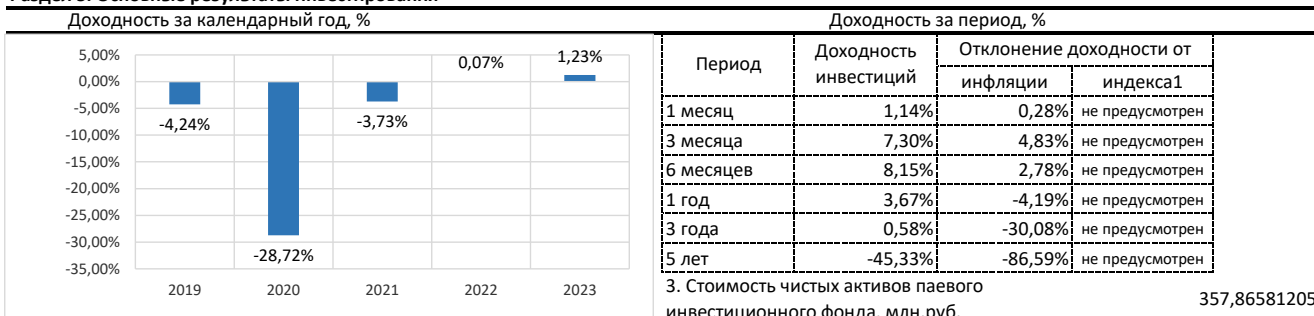 Доходность за календарный год, %
Доходность за период, %
5,00%
0,00%
-5,00%
-10,00%
-15,00%
-20,00%
-25,00%
-30,00%
-35,00%
-4,24%
-28,72%
-3,73%
0,07%
1,23%
2019 2020 2021 2022 2023
Период Доходность инвестиций Отклонение доходности от
инфляции индекса1
1 месяц 1,14% 0,28% не предусмотрен
3 месяца 7,30% 4,83% не предусмотрен
6 месяцев 8,15% 2,78% не предусмотрен
1 год 3,67% -4,19% не предусмотрен
3 года 0,58% -30,08% не предусмотрен
5 лет -45,33% -86,59% не предусмотрен
3. Стоимость чистых активов паевого
инвестиционного фонда, млн.руб. 357,86581205